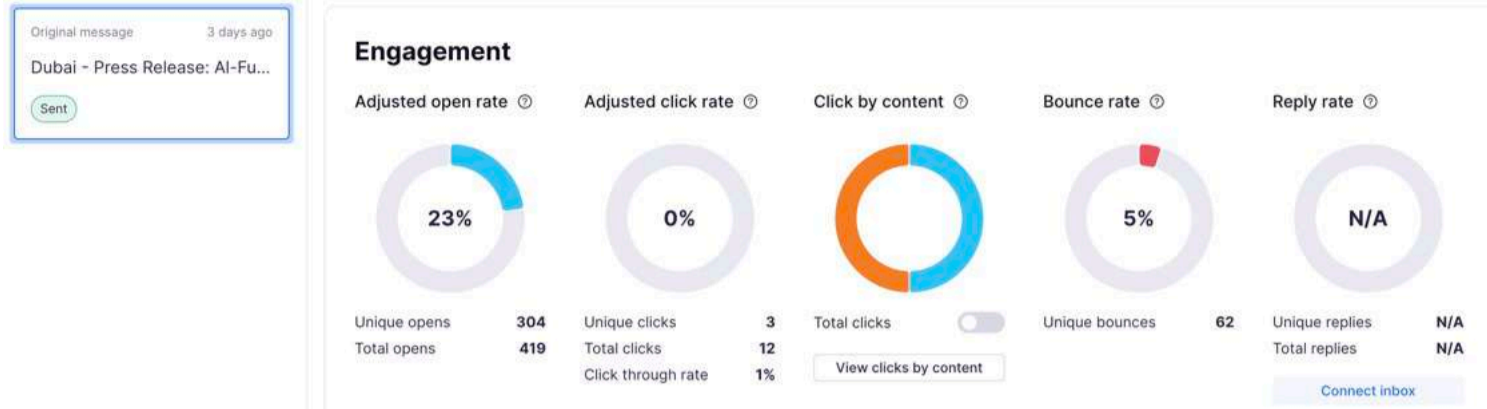 Original message 3 days ago
Dubai - Press Release: AI-Fu...
Sent
Engagement
Adjusted open rate ?
23%
Unique opens 304
Total opens 419
Adjusted click rate ?
0%
Unique clicks 3
Total clicks 12
Click through rate 1%
Click by content ?
Total clicks
View clicks by content
Bounce rate ?
5%
Unique bounces 62
Reply rate ?
N/A
Unique replies N/A
Total replies N/A
Connect inbox